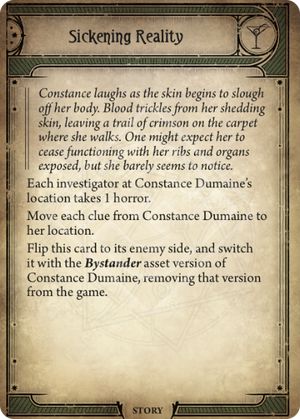 Sickening Reality
Constance laughs as the skin begins to slough
off her body. Blood trickles from her shedding
skin, leaving a trail of crimson on the carpet
where she walks. One might expect her to
cease functioning with her ribs and organs
exposed, but she barely seems to notice.
Each investigator at Constance Dumaine's
location takes 1 horror.
Move each clue from Constance Dumaine to
her location.
Flip this card to its enemy side, and switch
it with the Bystander asset version of
Constance Dumaine, removing that version
from the game.
STORY